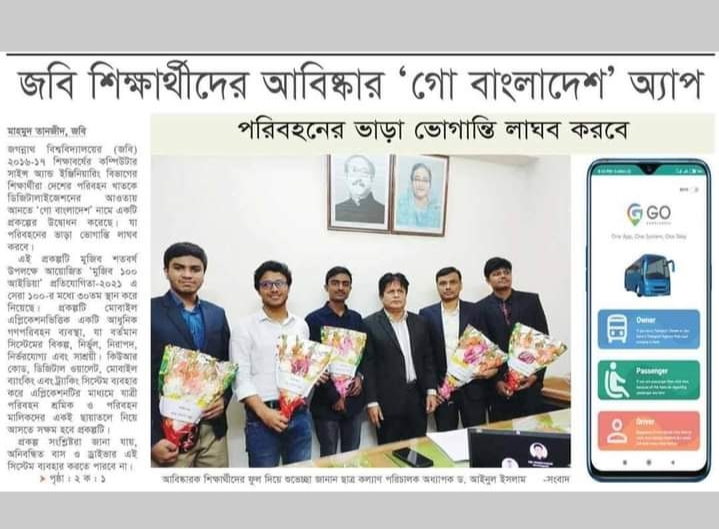 জবি শিক্ষার্থীদের আবিষ্কার ‘গো বাংলাদেশ’ অ্যাপ
পরিবহনের ভাড়া ভোগান্তি লাঘব করবে
মাহমুদ তানজীদ, জবি
জগন্নাথ বিশ্ববিদ্যালয়ের (জবি)
২০১৬-১৭ শিক্ষাবর্ষের কম্পিউটার
সাইন্স অ্যান্ড ইঞ্জিনিয়ারিং বিভাগের
শিক্ষার্থীরা দেশের পরিবহন খাতকে
ডিজিটালাইজেশনের আওতায়
আনতে ‘গো বাংলাদেশ’ নামে একটি
প্রকল্পের উদ্বোধন করেছে। যা
পরিবহনের ভাড়া ভোগান্তি লাঘব
করবে।
এই প্রকল্পটি মুজিব শতবর্ষ
উপলক্ষে আয়োজিত ‘মুজিব ১০০
আইডিয়া’ প্রতিযোগিতা-২০২১ এ
সেরা ১০০-র মধ্যে ৩০তম স্থান করে
নিয়েছে। প্রকল্পটি মোবাইল
এপ্লিকেশনভিত্তিক একটি আধুনিক
গণপরিবহন ব্যবস্থা, যা বর্তমান
সিস্টেমের বিকল্প, নির্ভুল, নিরাপদ,
নির্ভরযোগ্য এবং সাশ্রয়ী। কিউআর
কোড, ডিজিটাল ওয়ালেট, মোবাইল
ব্যাংকিং এবং ট্র্যাকিং সিস্টেম ব্যবহার
করে এপ্লিকেশনটির মাধ্যমে যাত্রী
পরিবহন শ্রমিক ও পরিবহন
মালিকদের একই ছায়াতলে নিয়ে
আসতে সক্ষম হবে প্রকল্পটি।
প্রকল্প সংশ্লিষ্টরা জানা যায়,
অনিবন্ধিত বাস ও ড্রাইভার এই
সিস্টেম ব্যবহার করতে পারবে না।
➤ পৃষ্ঠা : ২ ক : ১
GO
One App, One System, One Step
Owner
Passenger
Driver
আবিষ্কারক শিক্ষার্থীদের ফুল দিয়ে শুভেচ্ছা জানান ছাত্র কল্যাণ পরিচালক অধ্যাপক ড. আইনুল ইসলাম -সংবাদ